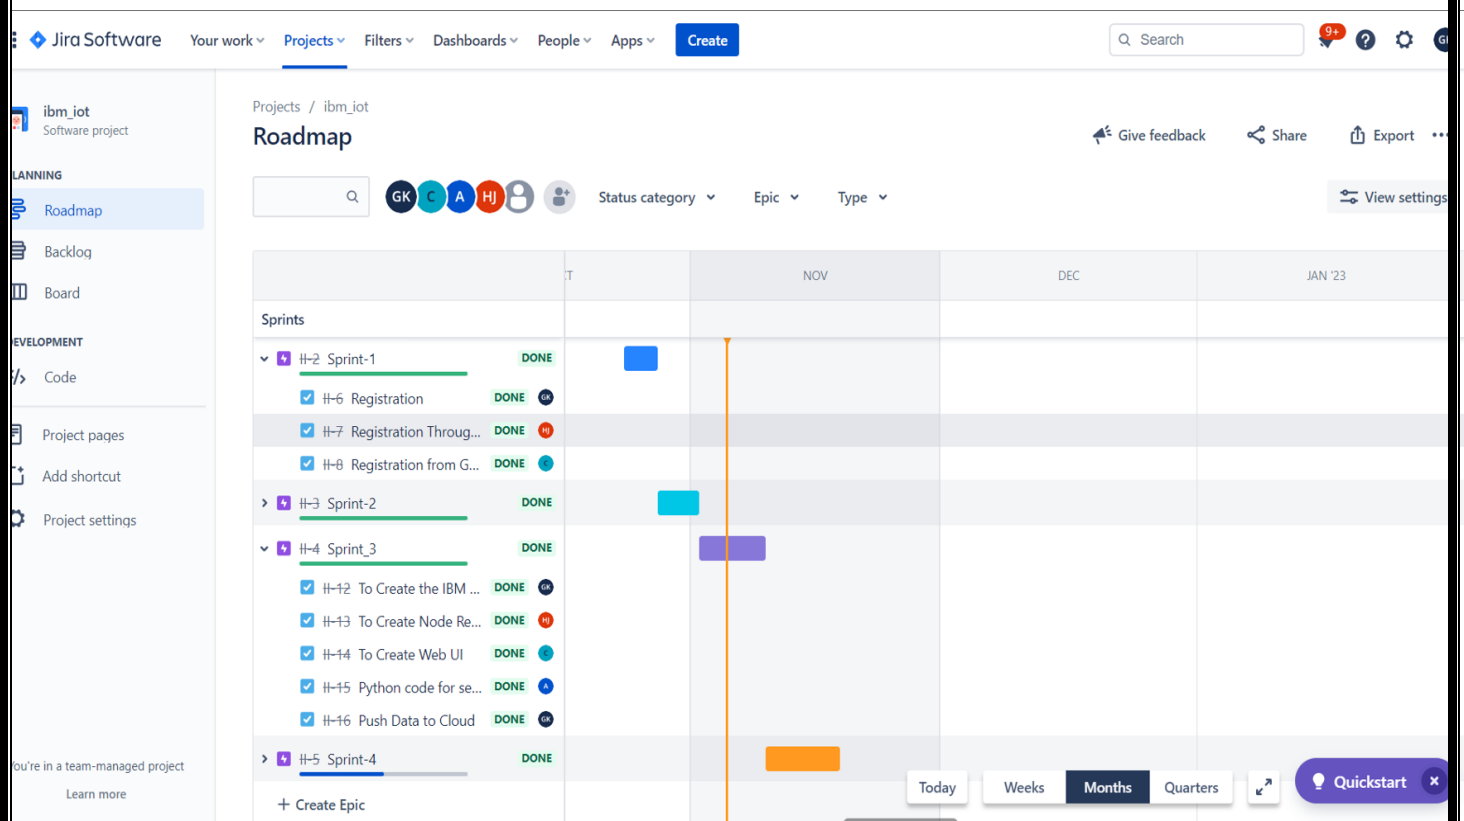 Jira Software Your work Projects Filters Dashboards People Apps Create Search 9+ GK
ibm_iot
Software project
Projects / ibm_iot
Roadmap
Give feedback Share Export
LANNING
Roadmap
Backlog
Board
EVELOPMENT
Code
Project pages
Add shortcut
Project settings
You're in a team-managed project
Learn more
GK C A HJ Status category Epic Type View settings
CT NOV DEC JAN '23
Sprints
II-2 Sprint-1 DONE
II-6 Registration DONE GK
II-7 Registration Throug... DONE HJ
II-8 Registration from G... DONE C
II-3 Sprint-2 DONE
II-4 Sprint_3 DONE
II-12 To Create the IBM ... DONE GK
II-13 To Create Node Re... DONE HJ
II-14 To Create Web UI DONE C
II-15 Python code for se... DONE A
II-16 Push Data to Cloud DONE GK
II-5 Sprint-4 DONE
+ Create Epic
Today Weeks Months Quarters Quickstart